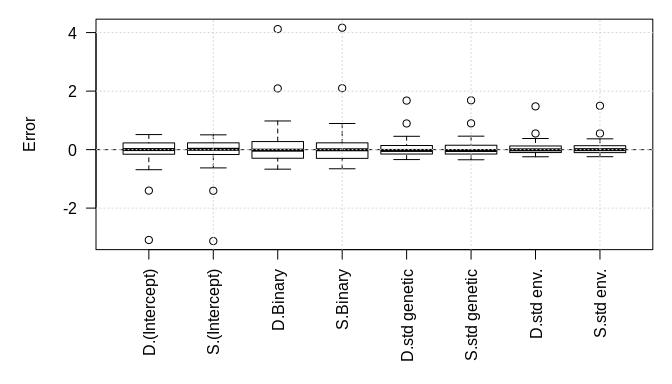 4
2
0
-2
Error
D.(Intercept)
S.(Intercept)
D.Binary
S.Binary
D.std genetic
S.std genetic
D.std env.
S.std env.